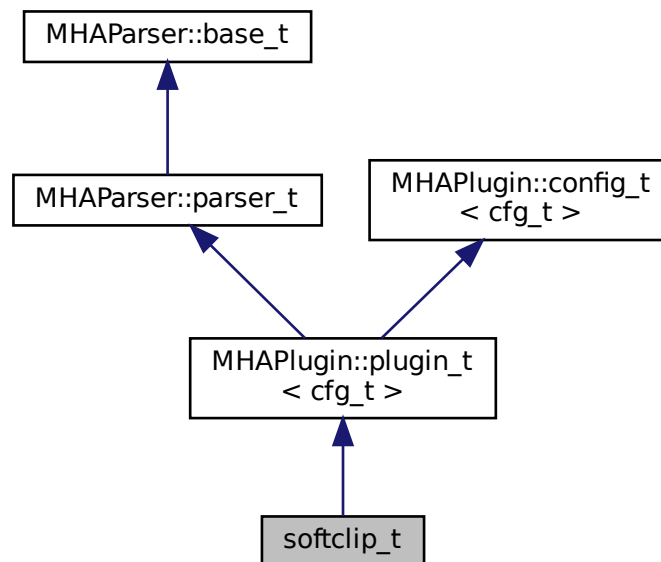 MHAParser::base_t
MHAParser::parser_t
MHAPlugin::config_t
< cfg_t >
MHAPlugin::plugin_t
< cfg_t >
softclip_t